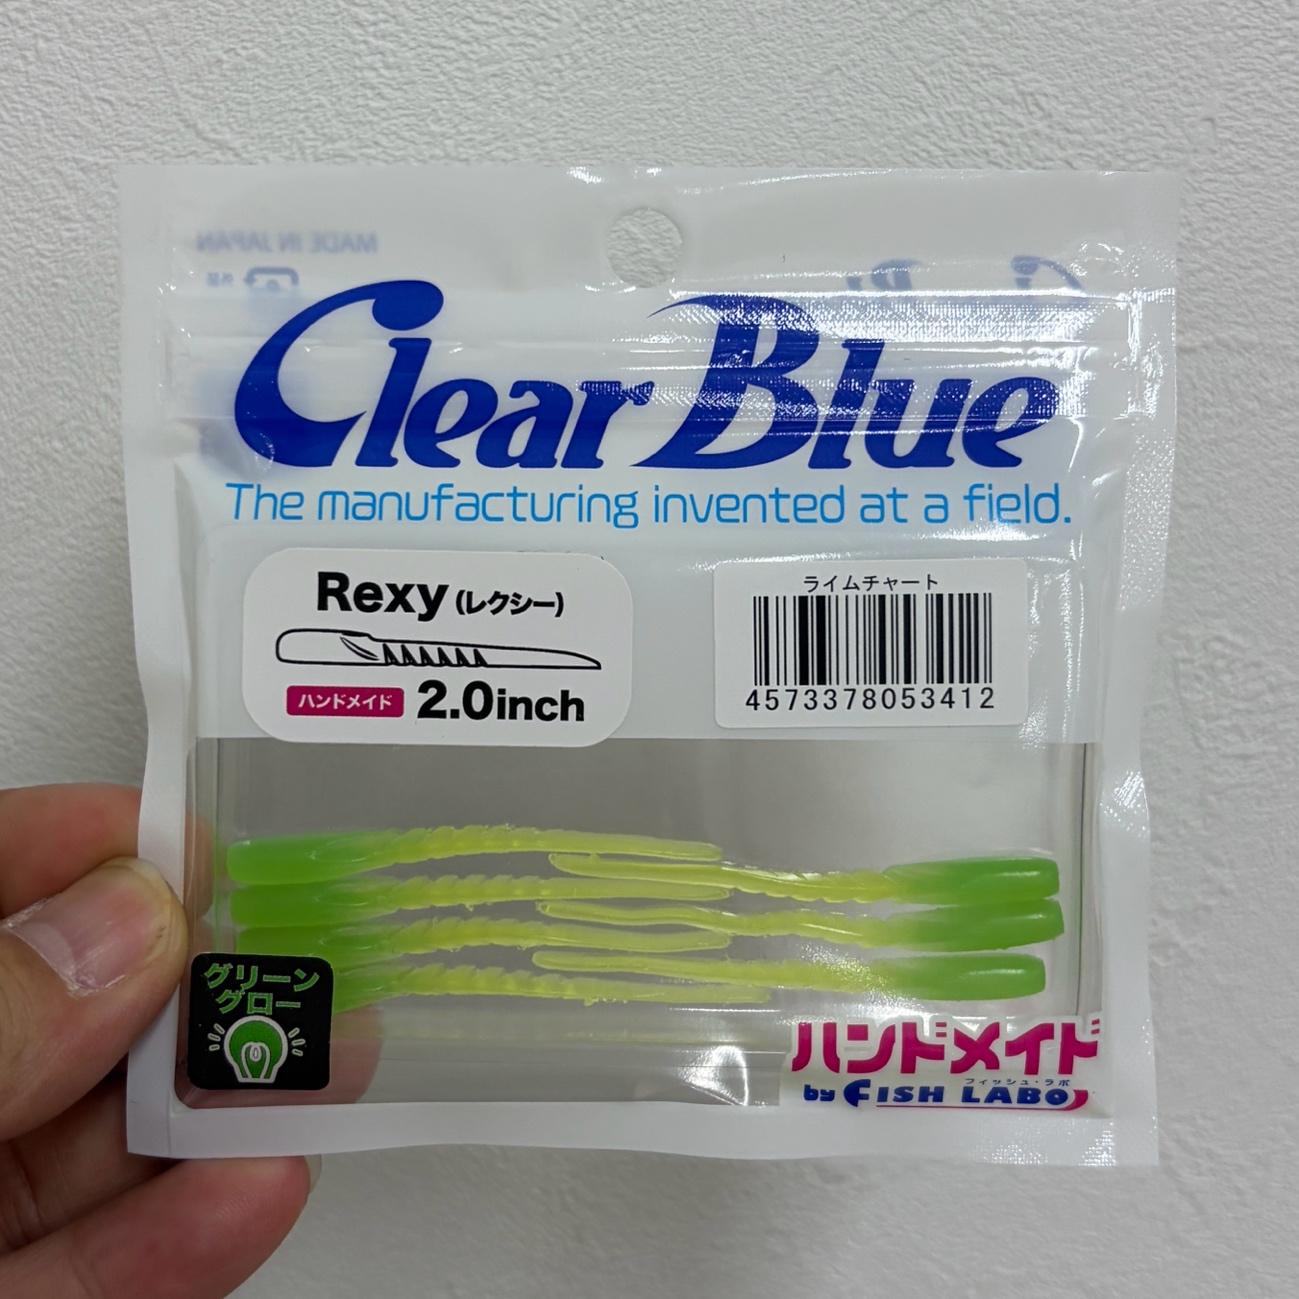 MADE IN JAPAN
外装
Clear Blue
The manufacturing invented at a field.
Rexy (レクシー)
ハンドメイド 2.0inch
ライムチャート
4573378053412
グリーン
グロー
ハンドメイド
フィッシュ・ラボ
by FISH LABO